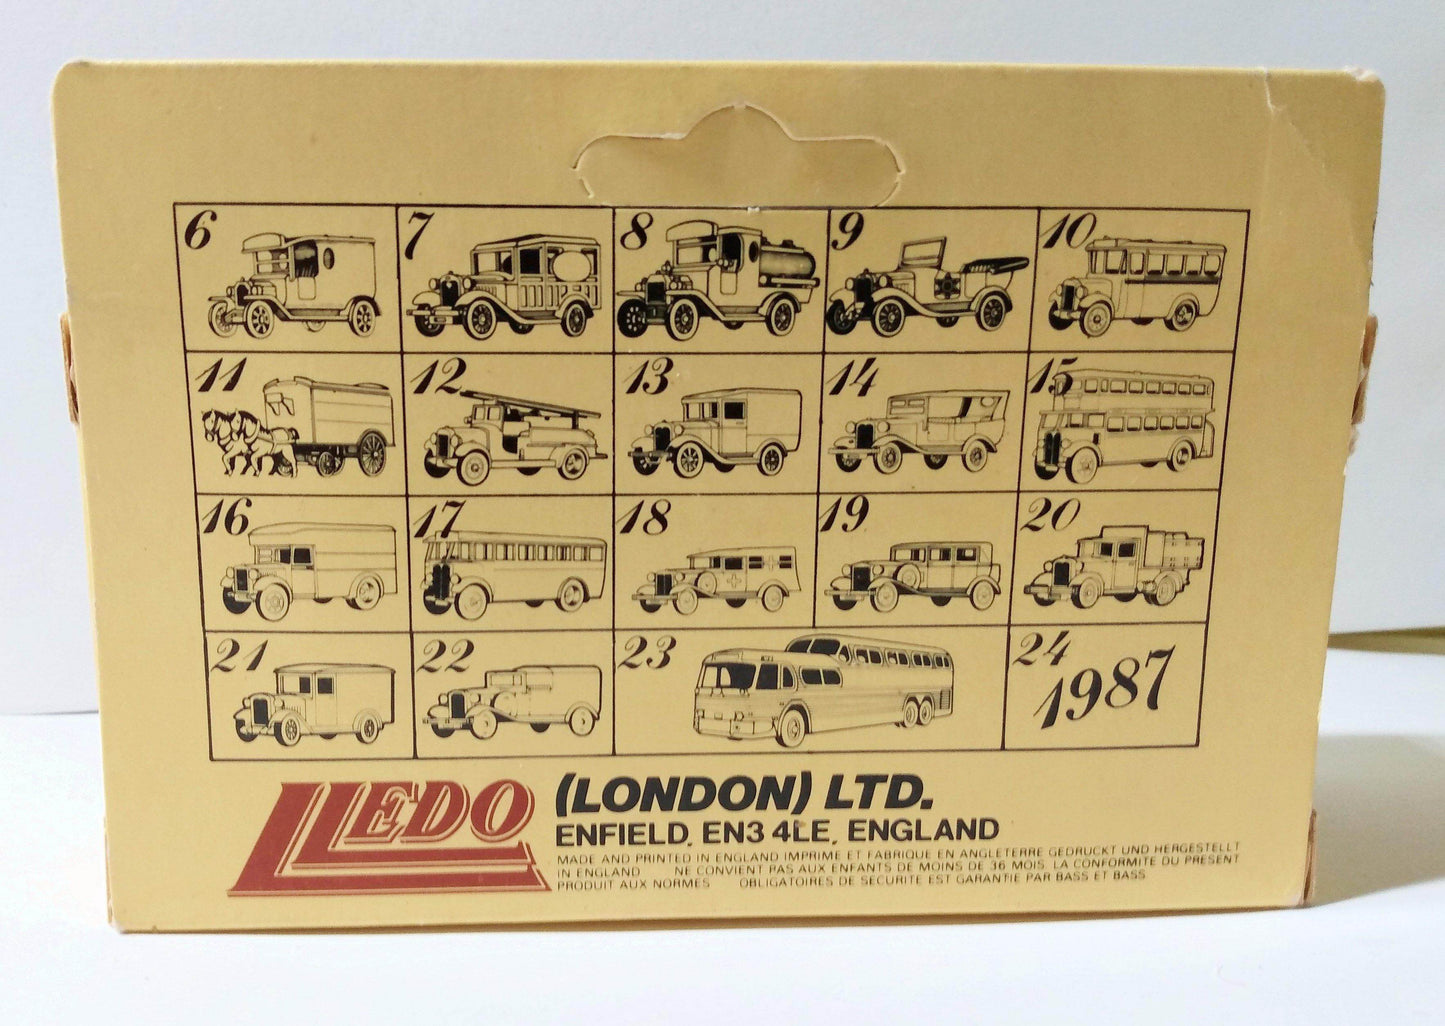 6 7 8 9 10
11 12 13 14 15
16 17 18 19 20
21 22 23 24
1987
LLEDO (LONDON) LTD.
ENFIELD, EN3 4LE, ENGLAND
MADE AND PRINTED IN ENGLAND IMPRIME ET FABRIQUE EN ANGLETERRE GEDRUCKT UND HERGESTELLT
IN ENGLAND NE CONVIENT PAS AUX ENFANTS DE MOINS DE 36 MOIS. LA CONFORMITE DU PRESENT
PRODUIT AUX NORMES OBLIGATOIRES DE SECURITE EST GARANTIE PAR BASS ET BASS